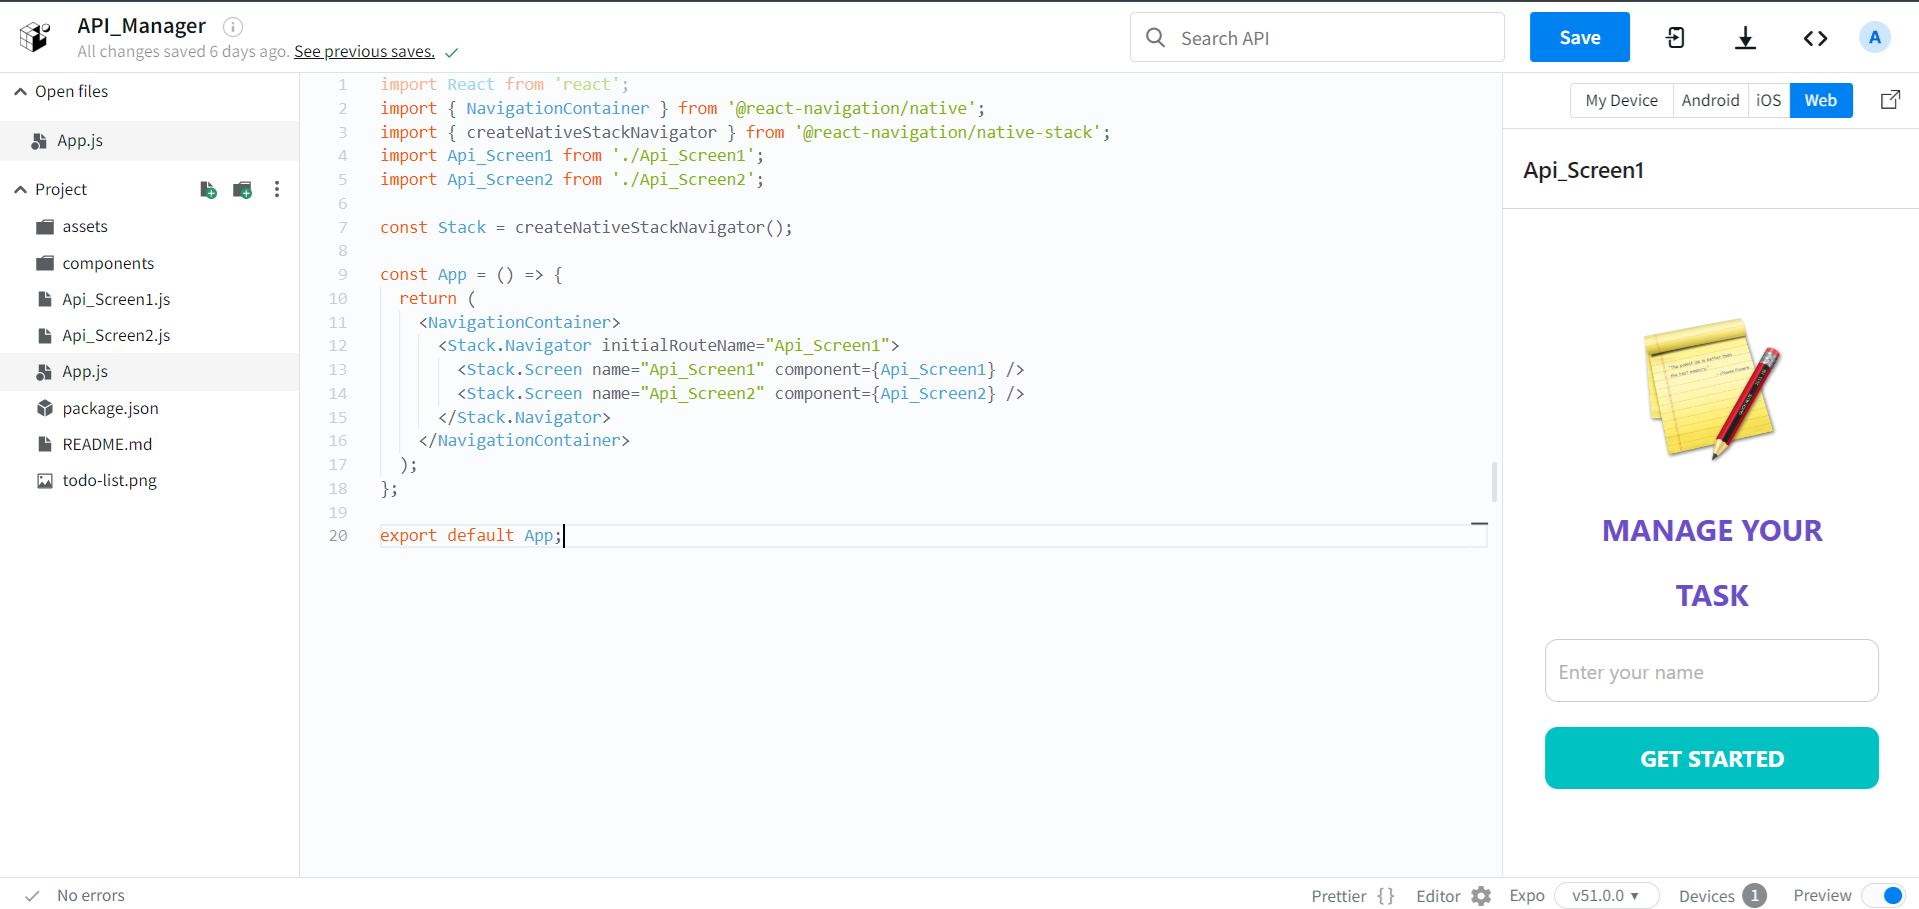 API_Manager
All changes saved 6 days ago. See previous saves.
Search API
Save
A
Open files
App.js
Project
assets
components
Api_Screen1.js
Api_Screen2.js
App.js
package.json
README.md
todo-list.png
1 import React from 'react';
2 import { NavigationContainer } from '@react-navigation/native';
3 import { createNativeStackNavigator } from '@react-navigation/native-stack';
4 import Api_Screen1 from './Api_Screen1';
5 import Api_Screen2 from './Api_Screen2';
6
7 const Stack = createNativeStackNavigator();
8
9 const App = () => {
10 return (
11 <NavigationContainer>
12 <Stack.Navigator initialRouteName="Api_Screen1">
13 <Stack.Screen name="Api_Screen1" component={Api_Screen1} />
14 <Stack.Screen name="Api_Screen2" component={Api_Screen2} />
15 </Stack.Navigator>
16 </NavigationContainer>
17 );
18 };
19
20 export default App;
My Device Android iOS Web
Api_Screen1
MANAGE YOUR
TASK
Enter your name
GET STARTED
No errors
Prettier {} Editor Expo v51.0.0 Devices 1 Preview